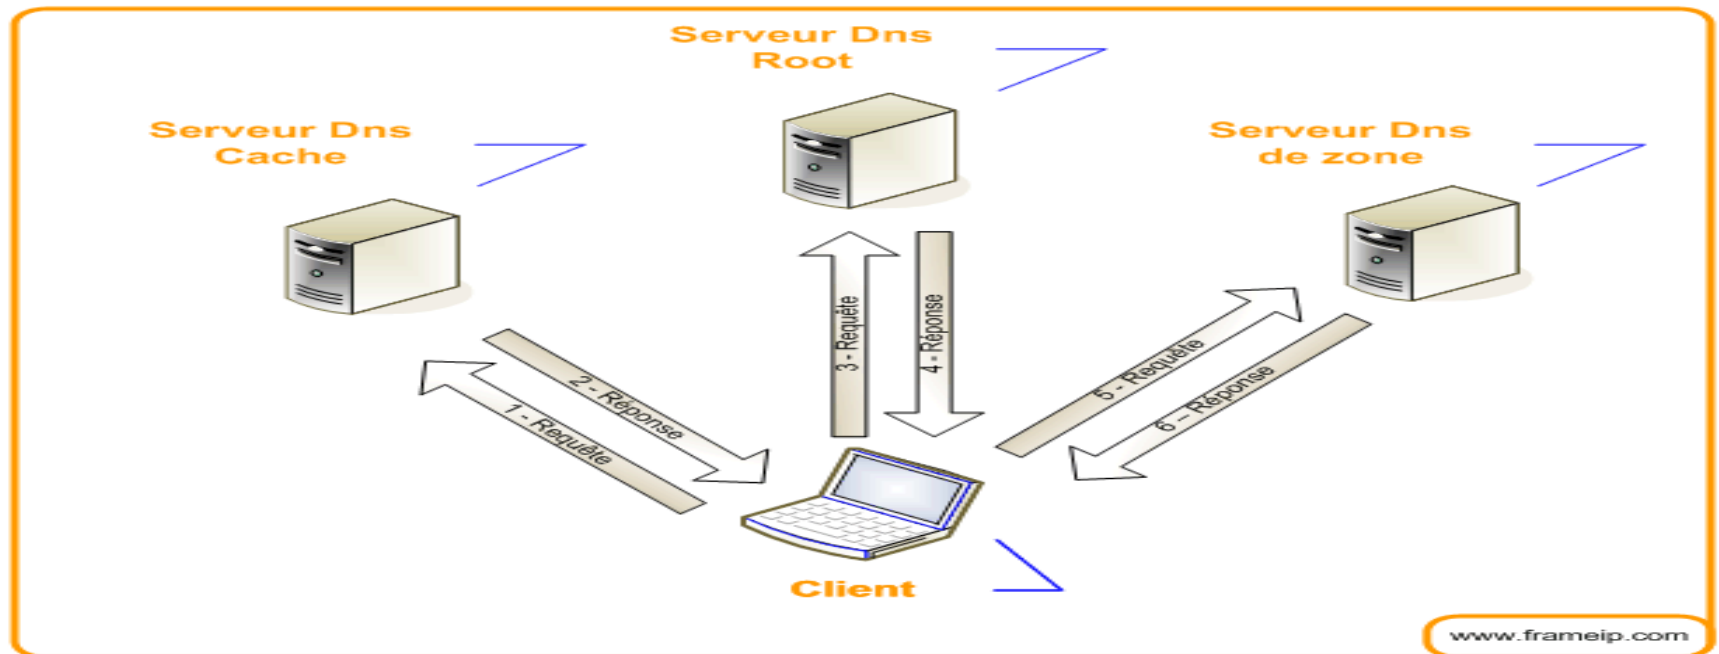 Serveur Dns
Root
Serveur Dns
Cache
Serveur Dns
de zone
1 - Requête
2 - Réponse
3 - Requête
4 - Réponse
5 - Requête
6 – Réponse
Client
www.frameip.com